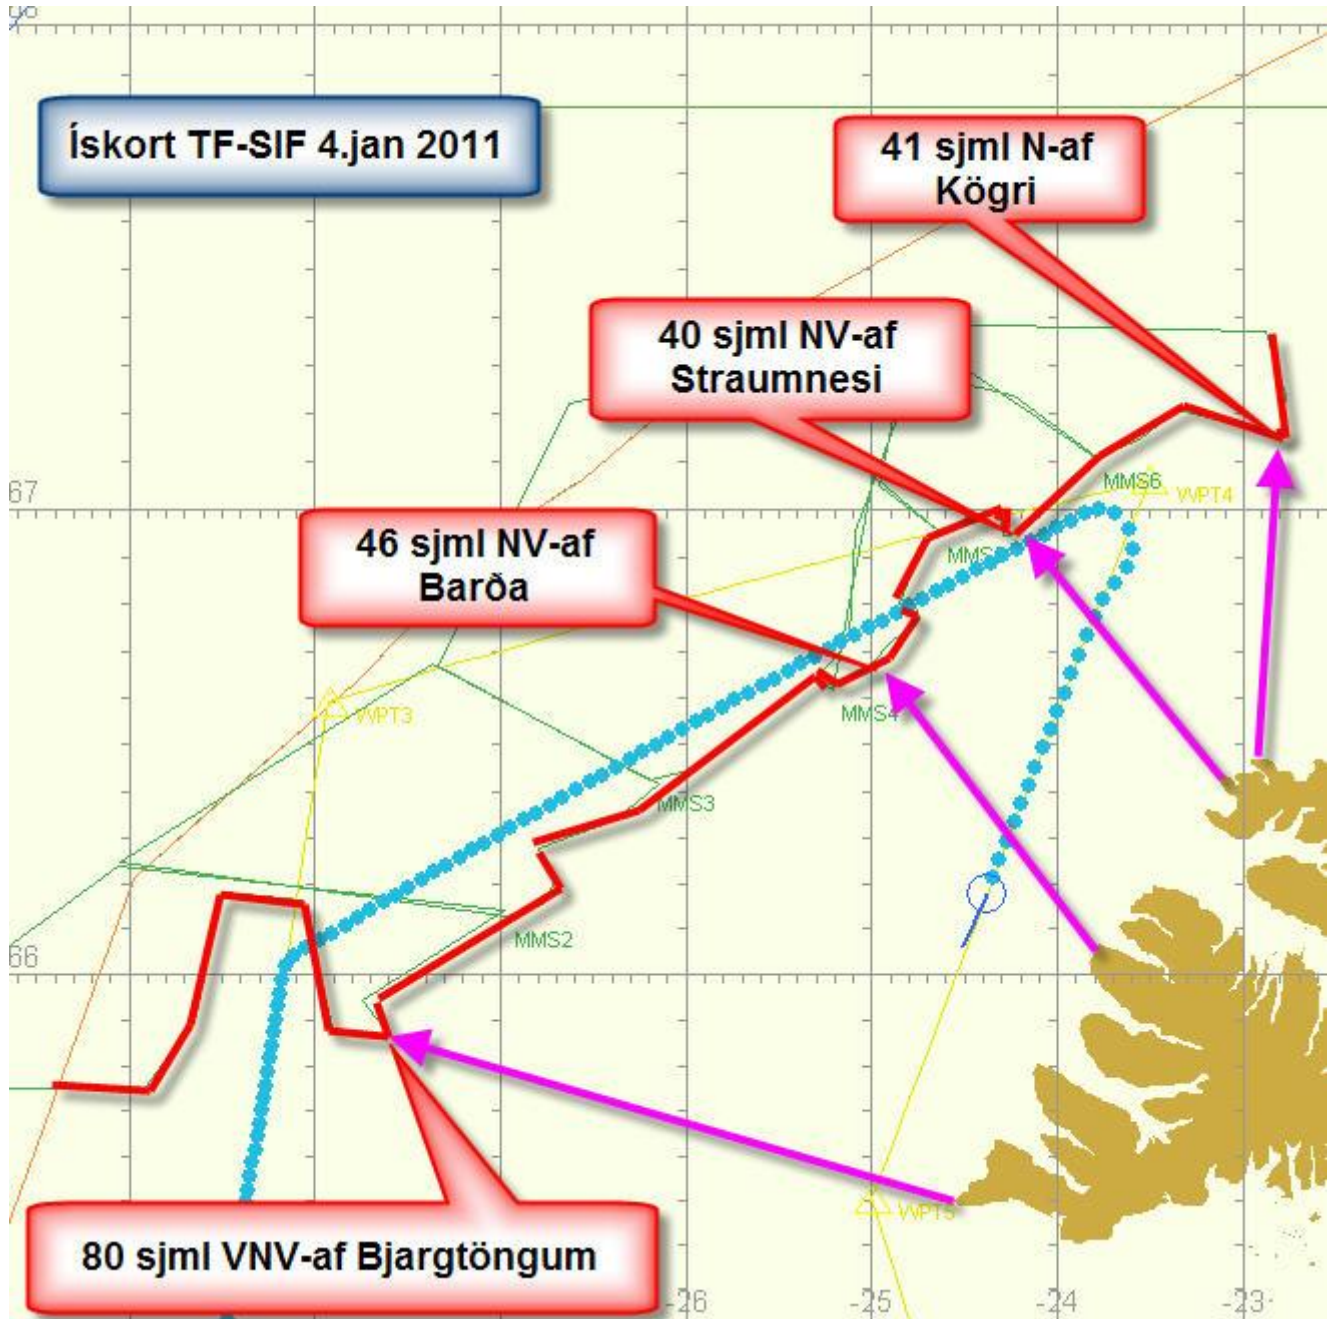 68
Ískort TF-SIF 4.jan 2011
41 sjml N-af
Kögri
40 sjml NV-af
Straumnesi
67
MMS6
WPT4
46 sjml NV-af
Barða
WPT3
MMS4
MMS3
MMS2
66
WPT5
80 sjml VNV-af Bjargtöngum
-26
-25
-24
-23